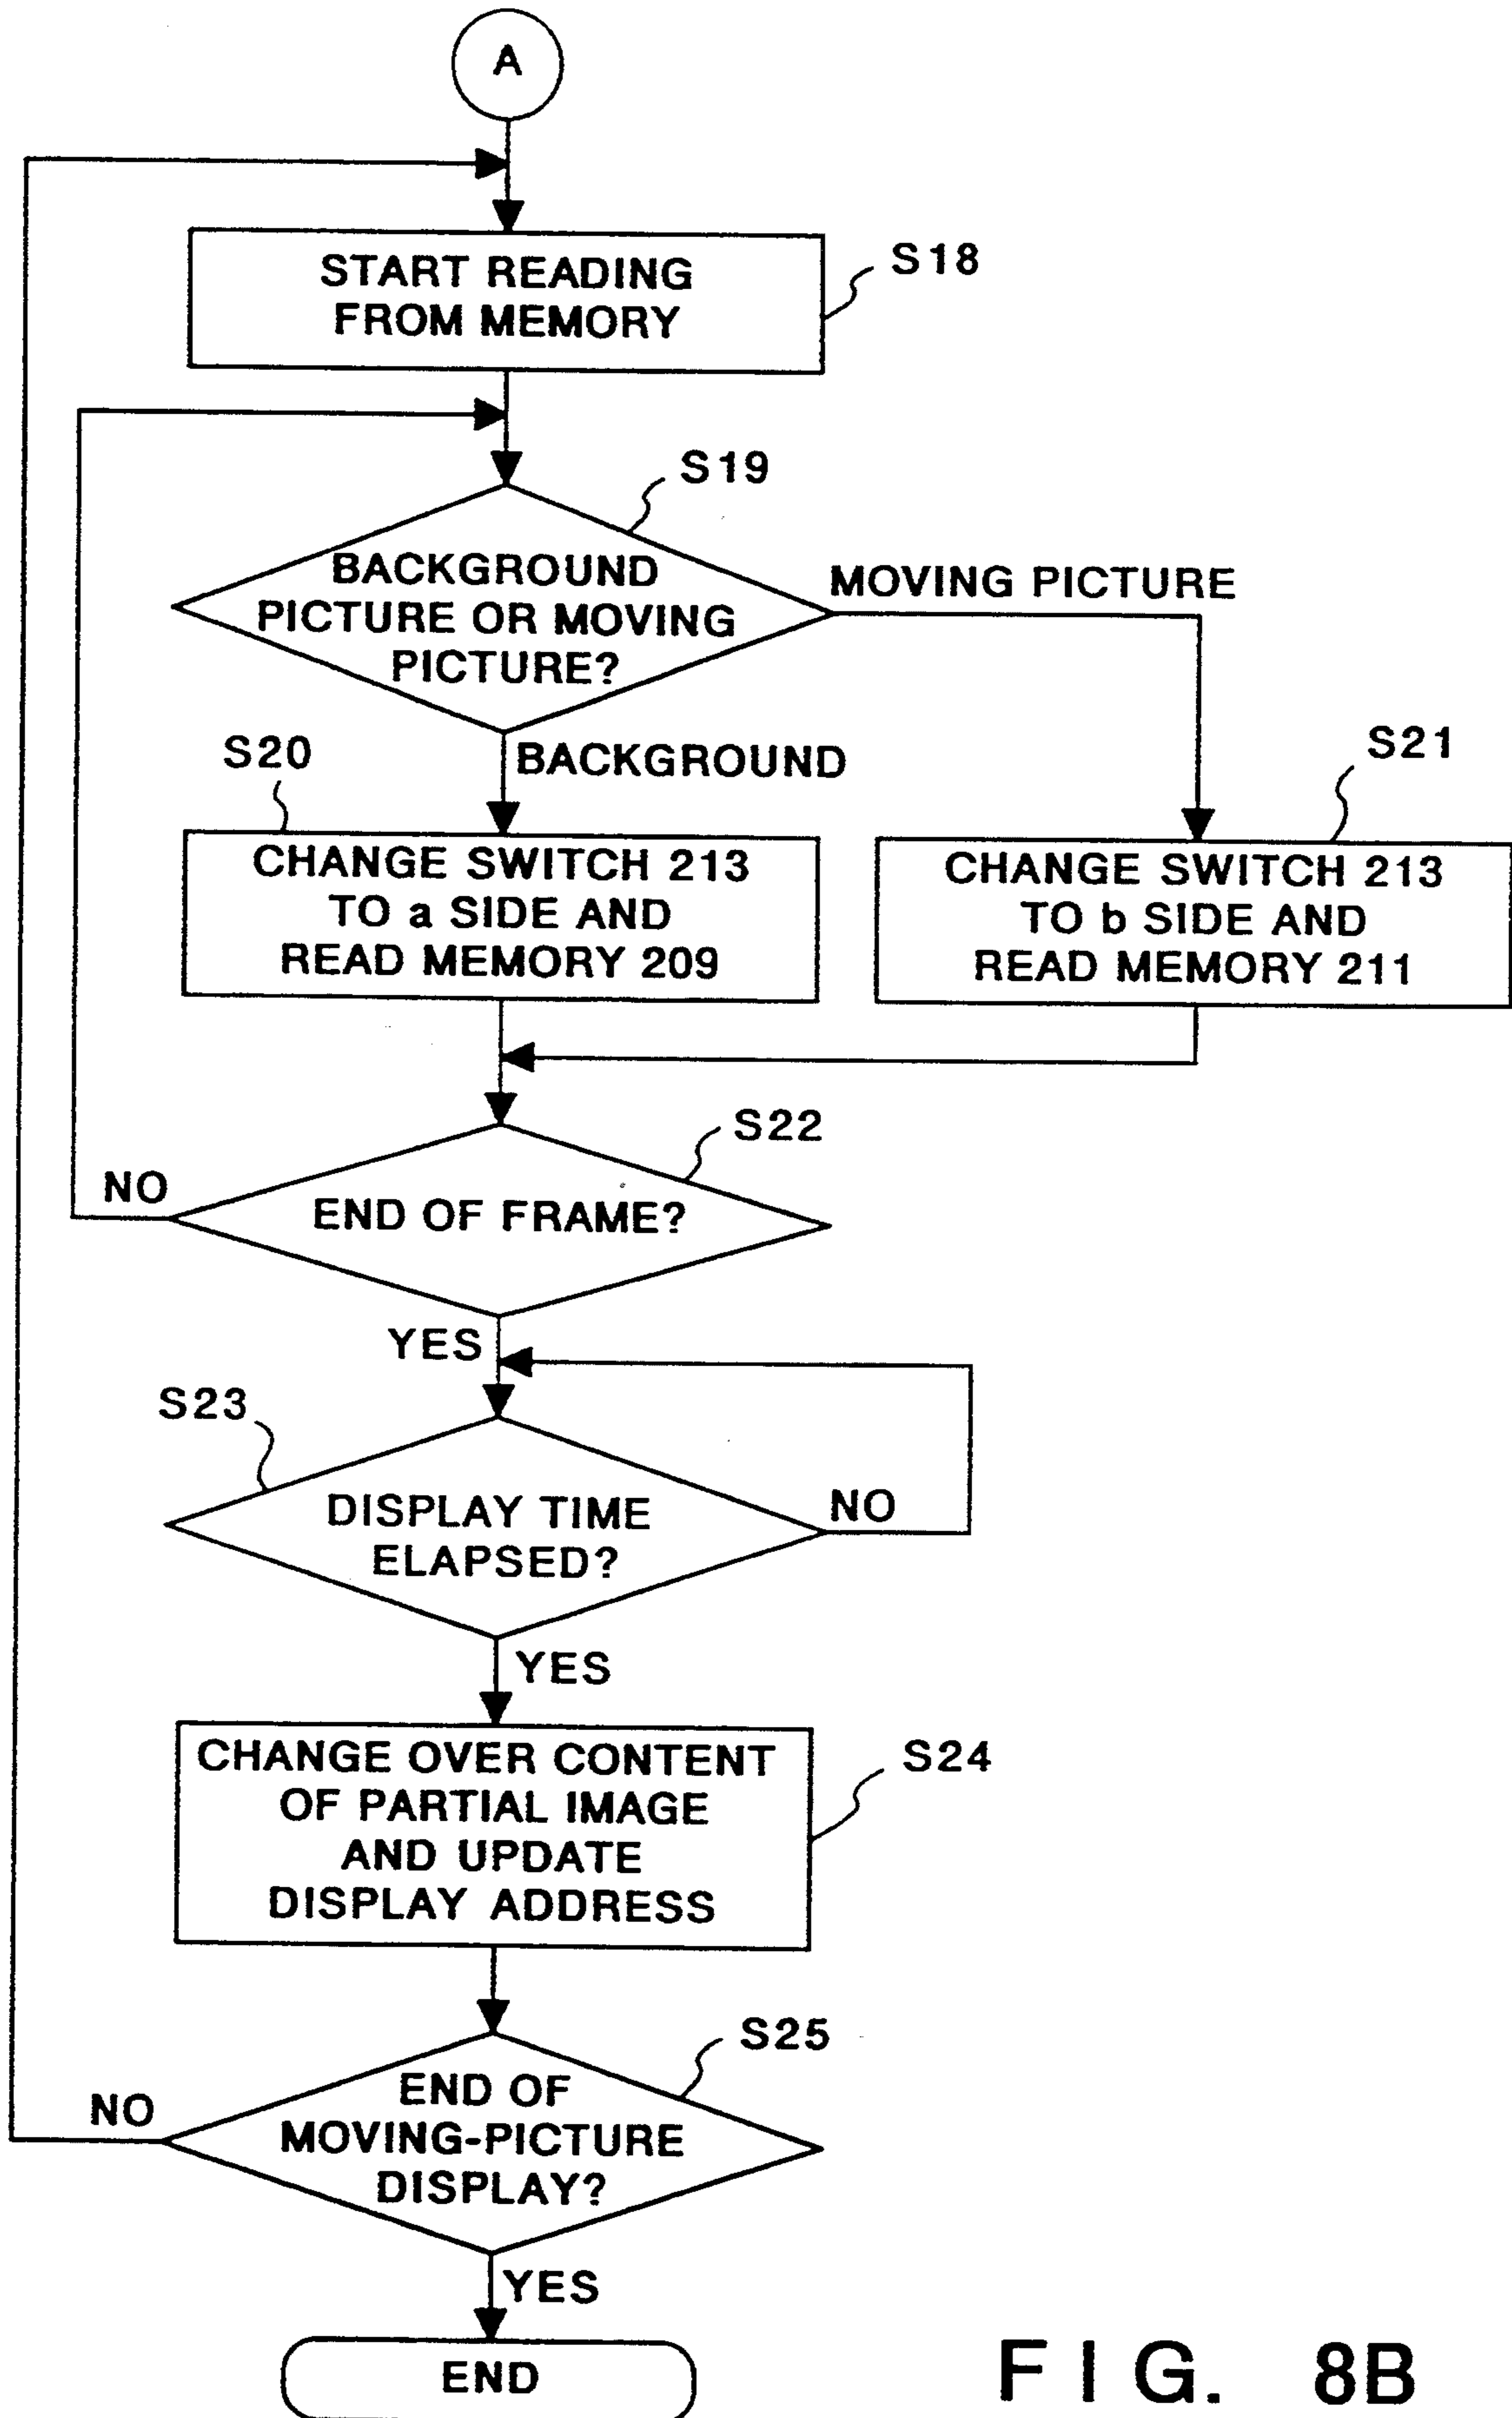 A
START READING
FROM MEMORY
S18
S19
BACKGROUND
PICTURE OR MOVING
PICTURE?
MOVING PICTURE
BACKGROUND
S20
CHANGE SWITCH 213
TO a SIDE AND
READ MEMORY 209
S21
CHANGE SWITCH 213
TO b SIDE AND
READ MEMORY 211
S22
END OF FRAME?
NO
YES
S23
DISPLAY TIME
ELAPSED?
NO
YES
CHANGE OVER CONTENT
OF PARTIAL IMAGE
AND UPDATE
DISPLAY ADDRESS
S24
S25
END OF
MOVING-PICTURE
DISPLAY?
NO
YES
END
FIG. 8B